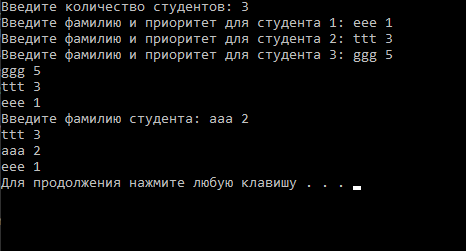 Введите количество студентов: 3
Введите фамилию и приоритет для студента 1: eee 1
Введите фамилию и приоритет для студента 2: ttt 3
Введите фамилию и приоритет для студента 3: ggg 5
ggg 5
ttt 3
eee 1
Введите фамилию студента: aaa 2
ttt 3
aaa 2
eee 1
Для продолжения нажмите любую клавишу . . .